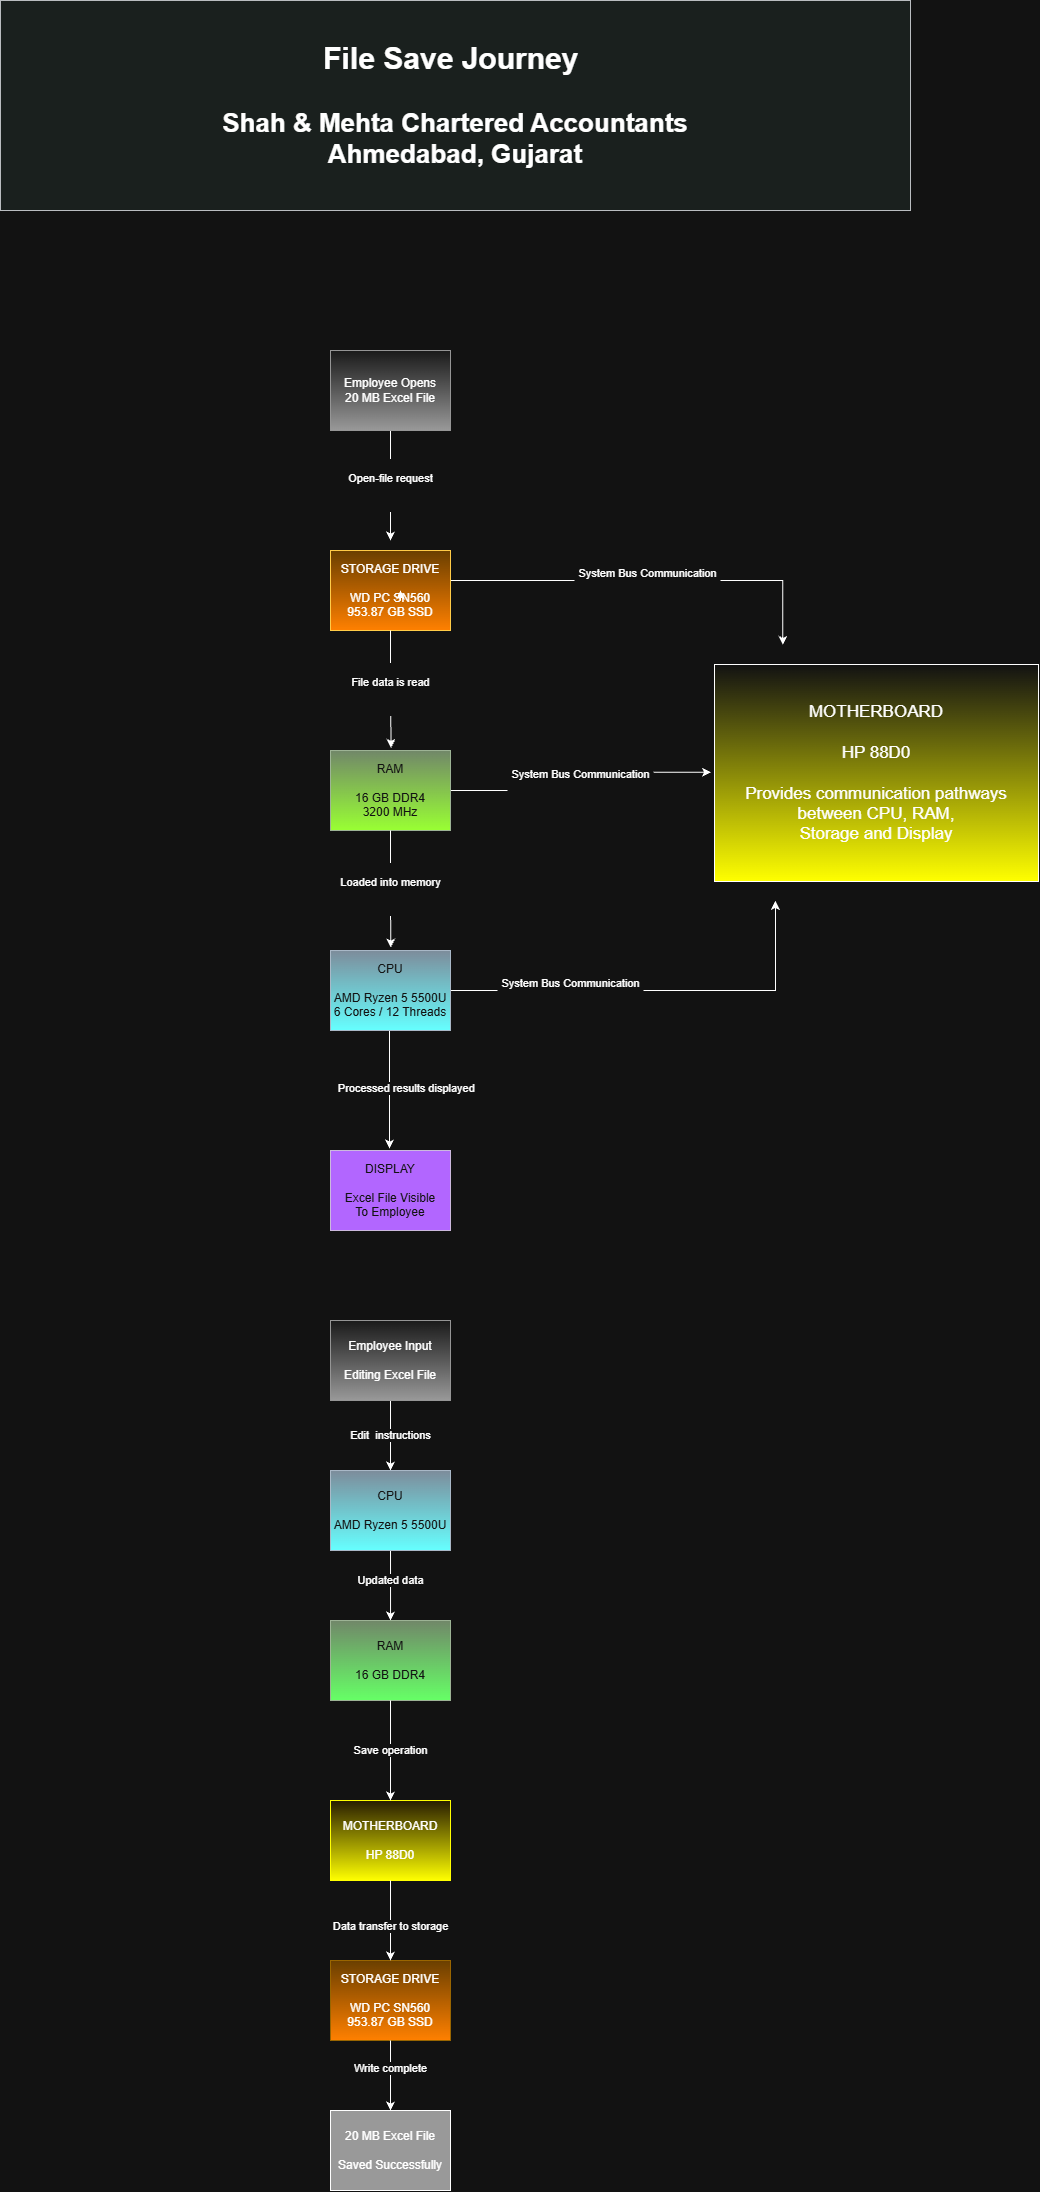 File Save Journey
Shah & Mehta Chartered Accountants
Ahmedabad, Gujarat
Employee Opens
20 MB Excel File
Open-file request
STORAGE DRIVE
WD PC SN560
953.87 GB SSD
System Bus Communication
File data is read
MOTHERBOARD
HP 88D0
Provides communication pathways
between CPU, RAM,
Storage and Display
RAM
16 GB DDR4
3200 MHz
System Bus Communication
Loaded into memory
CPU
AMD Ryzen 5 5500U
6 Cores / 12 Threads
System Bus Communication
Processed results displayed
DISPLAY
Excel File Visible
To Employee
Employee Input
Editing Excel File
Edit  instructions
CPU
AMD Ryzen 5 5500U
Updated data
RAM
16 GB DDR4
Save operation
MOTHERBOARD
HP 88D0
Data transfer to storage
STORAGE DRIVE
WD PC SN560
953.87 GB SSD
Write complete
20 MB Excel File
Saved Successfully